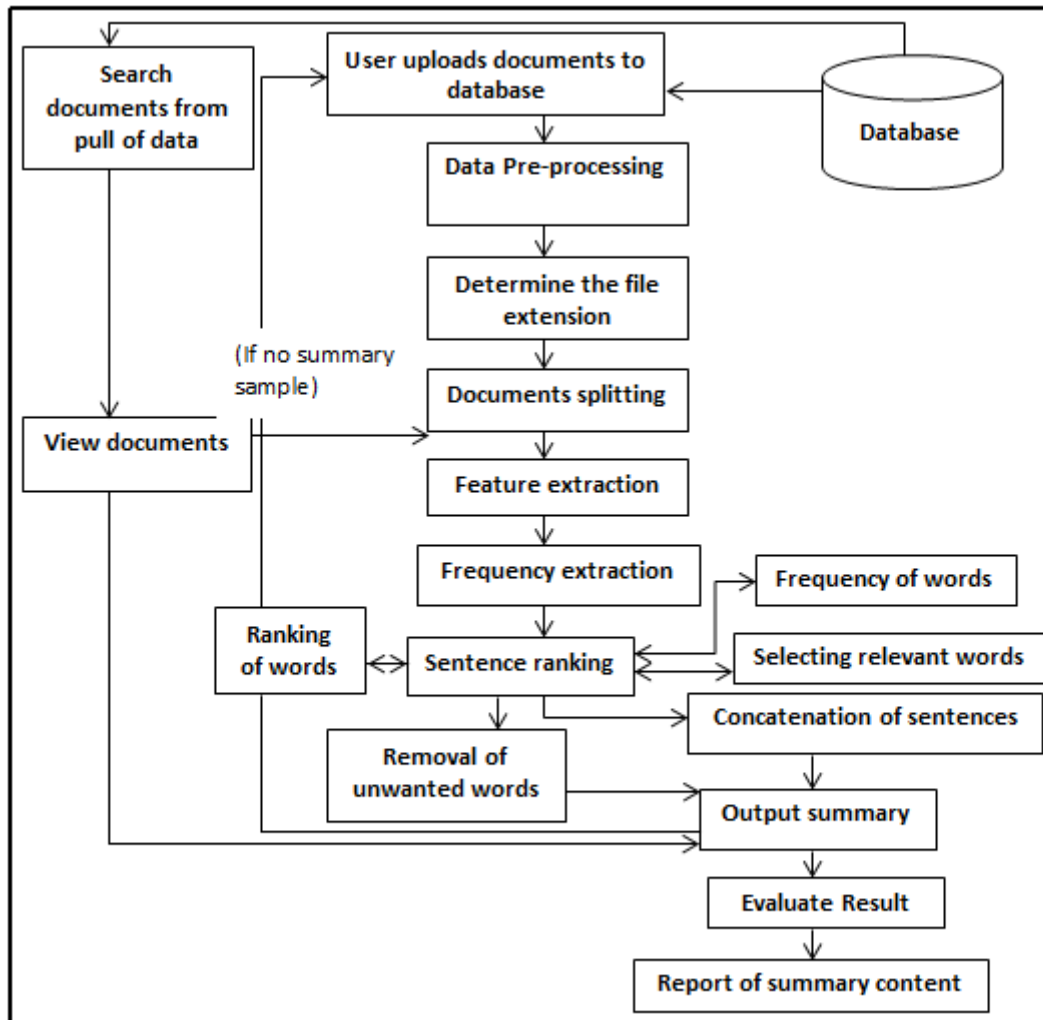 Search
documents from
pull of data
User uploads documents to
database
Database
Data Pre-processing
Determine the file
extension
(If no summary
sample)
Documents splitting
View documents
Feature extraction
Frequency extraction
Frequency of words
Ranking
of words
Sentence ranking
Selecting relevant words
Concatenation of sentences
Removal of
unwanted words
Output summary
Evaluate Result
Report of summary content